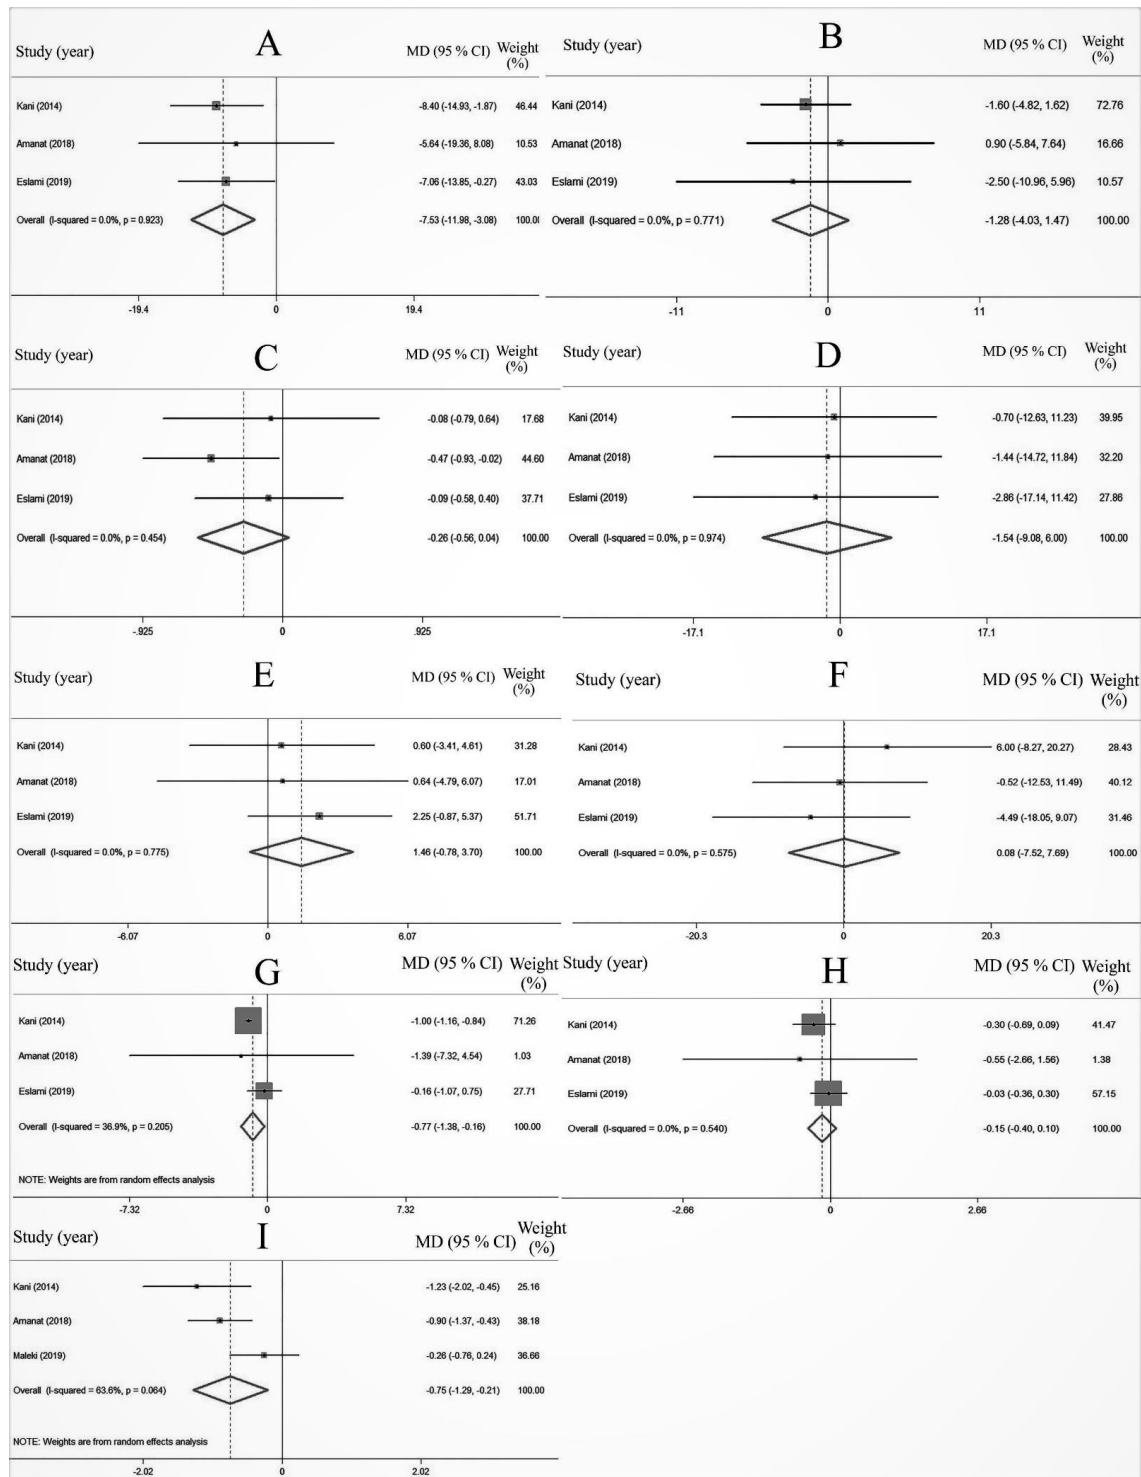 A
Study (year) MD (95 % CI) Weight
(%)
Kani (2014) -8.40 (-14.93, -1.87) 46.44
Amanat (2018) -5.64 (-19.36, 8.08) 10.53
Eslami (2019) -7.06 (-13.85, -0.27) 43.03
Overall (I-squared = 0.0%, p = 0.923) -7.53 (-11.98, -3.08)
-19.4 0 19.4
B
Study (year) MD (95 % CI) Weight
(%)
Kani (2014) -1.60 (-4.82, 1.62) 72.76
Amanat (2018) 0.90 (-5.84, 7.64) 16.66
Eslami (2019) -2.50 (-10.96, 5.96) 10.57
Overall (I-squared = 0.0%, p = 0.771) -1.28 (-4.03, 1.47) 100.00
-11 0 11
C
Study (year) MD (95 % CI) Weight
(%)
Kani (2014) -0.08 (-0.79, 0.64) 17.68
Amanat (2018) -0.47 (-0.93, -0.02) 44.60
Eslami (2019) -0.09 (-0.58, 0.40) 37.71
Overall (I-squared = 0.0%, p = 0.454) -0.26 (-0.56, 0.04) 100.00
-.925 0 .925
D
Study (year) MD (95 % CI) Weight
(%)
Kani (2014) -0.70 (-12.63, 11.23) 39.95
Amanat (2018) -1.44 (-14.72, 11.84) 32.20
Eslami (2019) -2.86 (-17.14, 11.42) 27.86
Overall (I-squared = 0.0%, p = 0.974) -1.54 (-9.08, 6.00) 100.00
-17.1 0 17.1
E
Study (year) MD (95 % CI) Weight
(%)
Kani (2014) 0.60 (-3.41, 4.61) 31.28
Amanat (2018) 0.64 (-4.79, 6.07) 17.01
Eslami (2019) 2.25 (-0.87, 5.37) 51.71
Overall (I-squared = 0.0%, p = 0.775) 1.46 (-0.78, 3.70) 100.00
-6.07 0 6.07
F
Study (year) MD (95 % CI) Weight
(%)
Kani (2014) 6.00 (-8.27, 20.27) 28.43
Amanat (2018) -0.52 (-12.53, 11.49) 40.12
Eslami (2019) -4.49 (-18.05, 9.07) 31.46
Overall (I-squared = 0.0%, p = 0.575) 0.08 (-7.52, 7.69) 100.00
-20.3 0 20.3
G
Study (year) MD (95 % CI) Weight
(%)
Kani (2014) -1.00 (-1.16, -0.84) 71.26
Amanat (2018) -1.39 (-7.32, 4.54) 1.03
Eslami (2019) -0.16 (-1.07, 0.75) 27.71
Overall (I-squared = 36.9%, p = 0.205) -0.77 (-1.38, -0.16) 100.00
NOTE: Weights are from random effects analysis
-7.32 0 7.32
H
Study (year) MD (95 % CI) Weight
(%)
Kani (2014) -0.30 (-0.69, 0.09) 41.47
Amanat (2018) -0.55 (-2.66, 1.56) 1.38
Eslami (2019) -0.03 (-0.36, 0.30) 57.15
Overall (I-squared = 0.0%, p = 0.540) -0.15 (-0.40, 0.10) 100.00
-2.66 0 2.66
I
Study (year) MD (95 % CI) Weight
(%)
Kani (2014) -1.23 (-2.02, -0.45) 25.16
Amanat (2018) -0.90 (-1.37, -0.43) 38.18
Maleki (2019) -0.26 (-0.76, 0.24) 36.66
Overall (I-squared = 63.6%, p = 0.064) -0.75 (-1.29, -0.21) 100.00
NOTE: Weights are from random effects analysis
-2.02 0 2.02